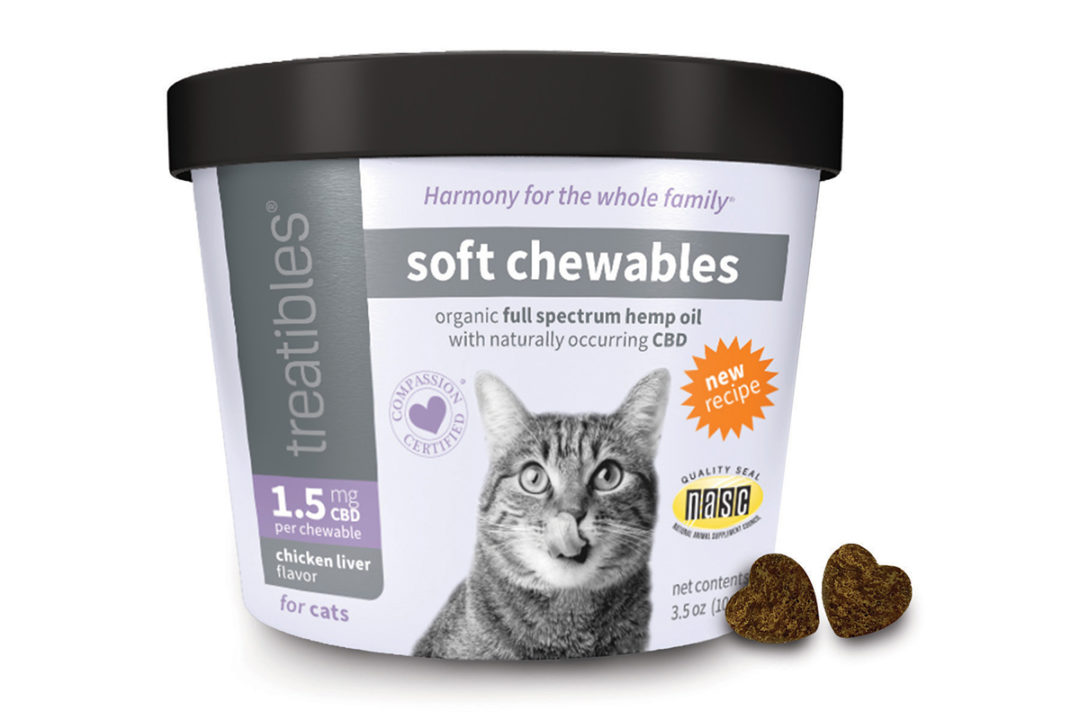 Harmony for the whole family®
treatibles®
soft chewables
organic full spectrum hemp oil
with naturally occurring CBD
new
recipe
COMPASSION
CERTIFIED
®
1.5 mg
CBD
per chewable
chicken liver
flavor
for cats
QUALITY SEAL
nasc
NATIONAL ANIMAL SUPPLEMENT COUNCIL
net contents
3.5 oz